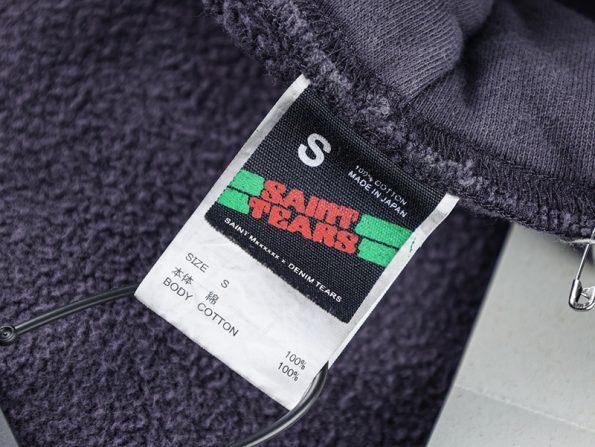 S
100% COTTON
MADE IN JAPAN
SAINT
TEARS
SAINT Mxxxxxx × DENIM TEARS
SIZE S
本体 綿 100%
BODY COTTON 100%